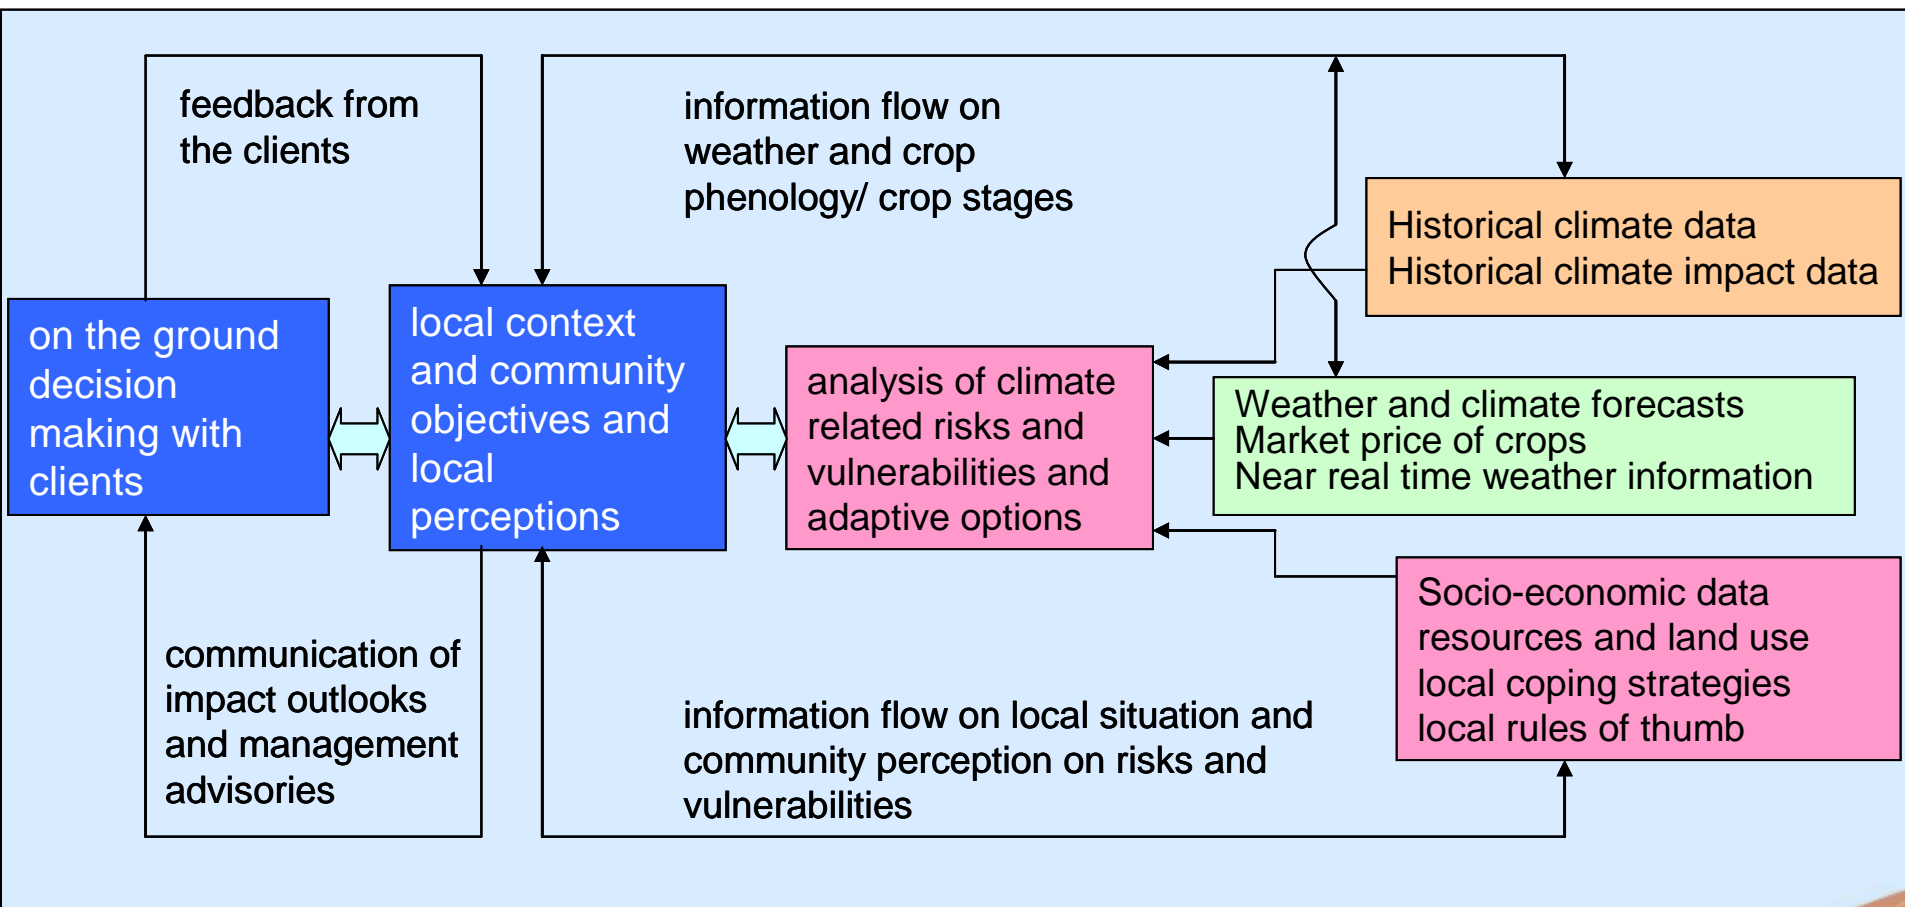 feedback from
the clients
information flow on
weather and crop
phenology/ crop stages
Historical climate data
Historical climate impact data
on the ground
decision
making with
clients
local context
and community
objectives and
local
perceptions
analysis of climate
related risks and
vulnerabilities and
adaptive options
Weather and climate forecasts
Market price of crops
Near real time weather information
Socio-economic data
resources and land use
local coping strategies
local rules of thumb
communication of
impact outlooks
and management
advisories
information flow on local situation and
community perception on risks and
vulnerabilities